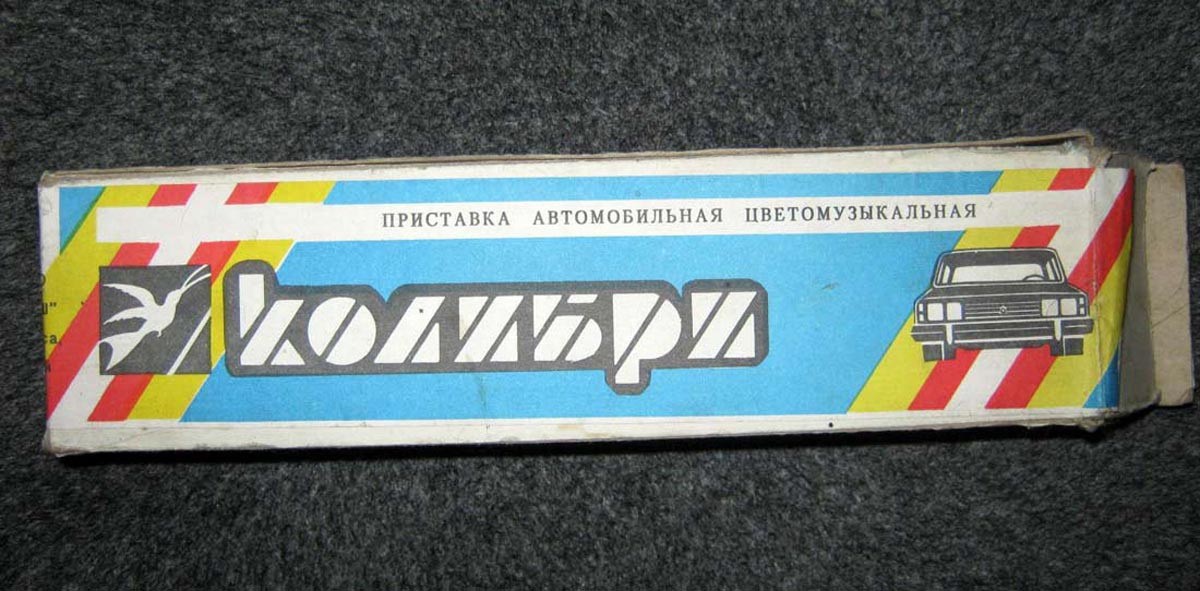 ПРИСТАВКА АВТОМОБИЛЬНАЯ ЦВЕТОМУЗЫКАЛЬНАЯ
колибри